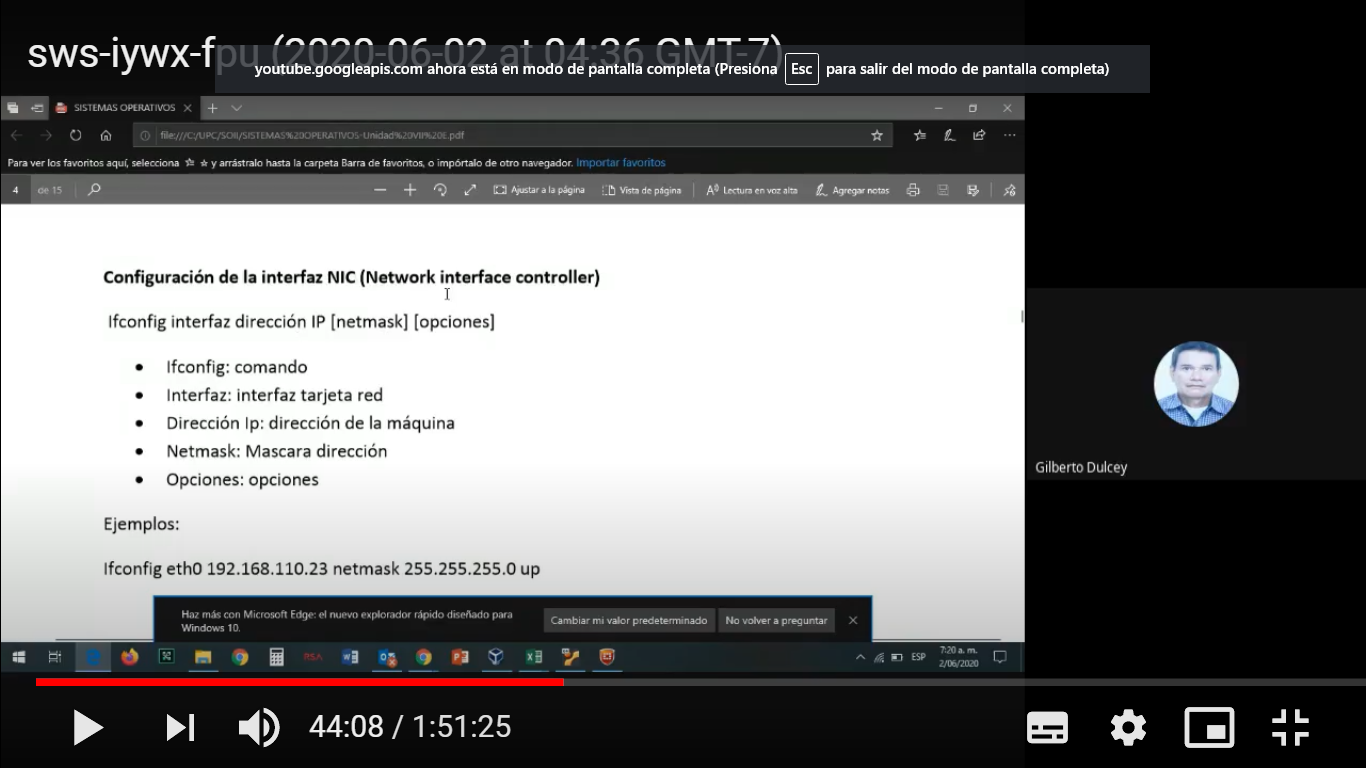 sws-iywx-fpu (2020-06-02 at 04:36 GMT-7)
youtube.googleapis.com ahora está en modo de pantalla completa (Presiona Esc para salir del modo de pantalla completa)
SISTEMAS OPERATIVOS
file:///C:/UPC/SOII/SISTEMAS%20OPERATIVOS-Unidad%20VII%20E.pdf
Para ver los favoritos aquí, selecciona y arrástralo hasta la carpeta Barra de favoritos, o impórtalo de otro navegador. Importar favoritos
4 de 15 Ajustar a la página Vista de página Lectura en voz alta Agregar notas
Configuración de la interfaz NIC (Network interface controller)
Ifconfig interfaz dirección IP [netmask] [opciones]
• Ifconfig: comando
• Interfaz: interfaz tarjeta red
• Dirección Ip: dirección de la máquina
• Netmask: Mascara dirección
• Opciones: opciones
Gilberto Dulcey
Ejemplos:
Ifconfig eth0 192.168.110.23 netmask 255.255.255.0 up
Haz más con Microsoft Edge: el nuevo explorador rápido diseñado para
Windows 10.
Cambiar mi valor predeterminado No volver a preguntar
RSA
ESP
7:20 a. m.
2/06/2020
44:08 / 1:51:25